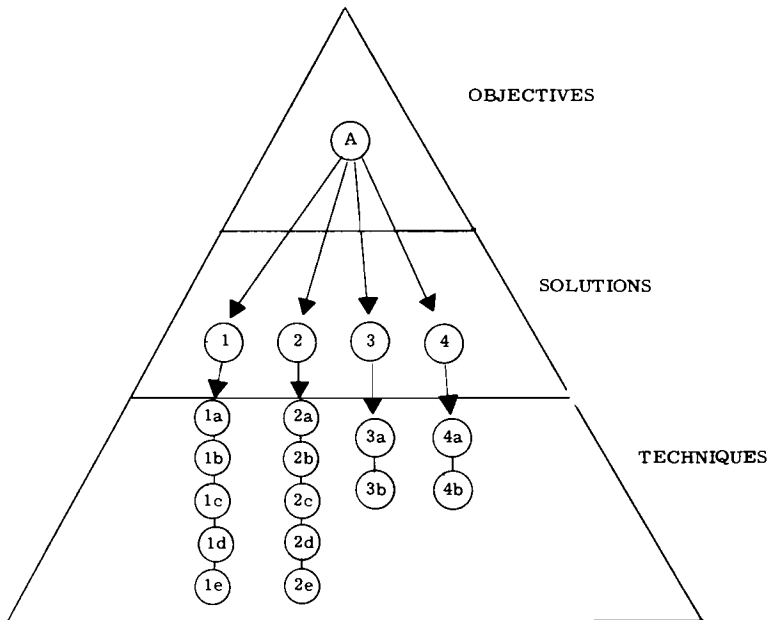 OBJECTIVES
A
SOLUTIONS
1 2 3 4
1a 2a
3a 4a
1b 2b
TECHNIQUES
3b 4b
1c 2c
1d 2d
1e 2e